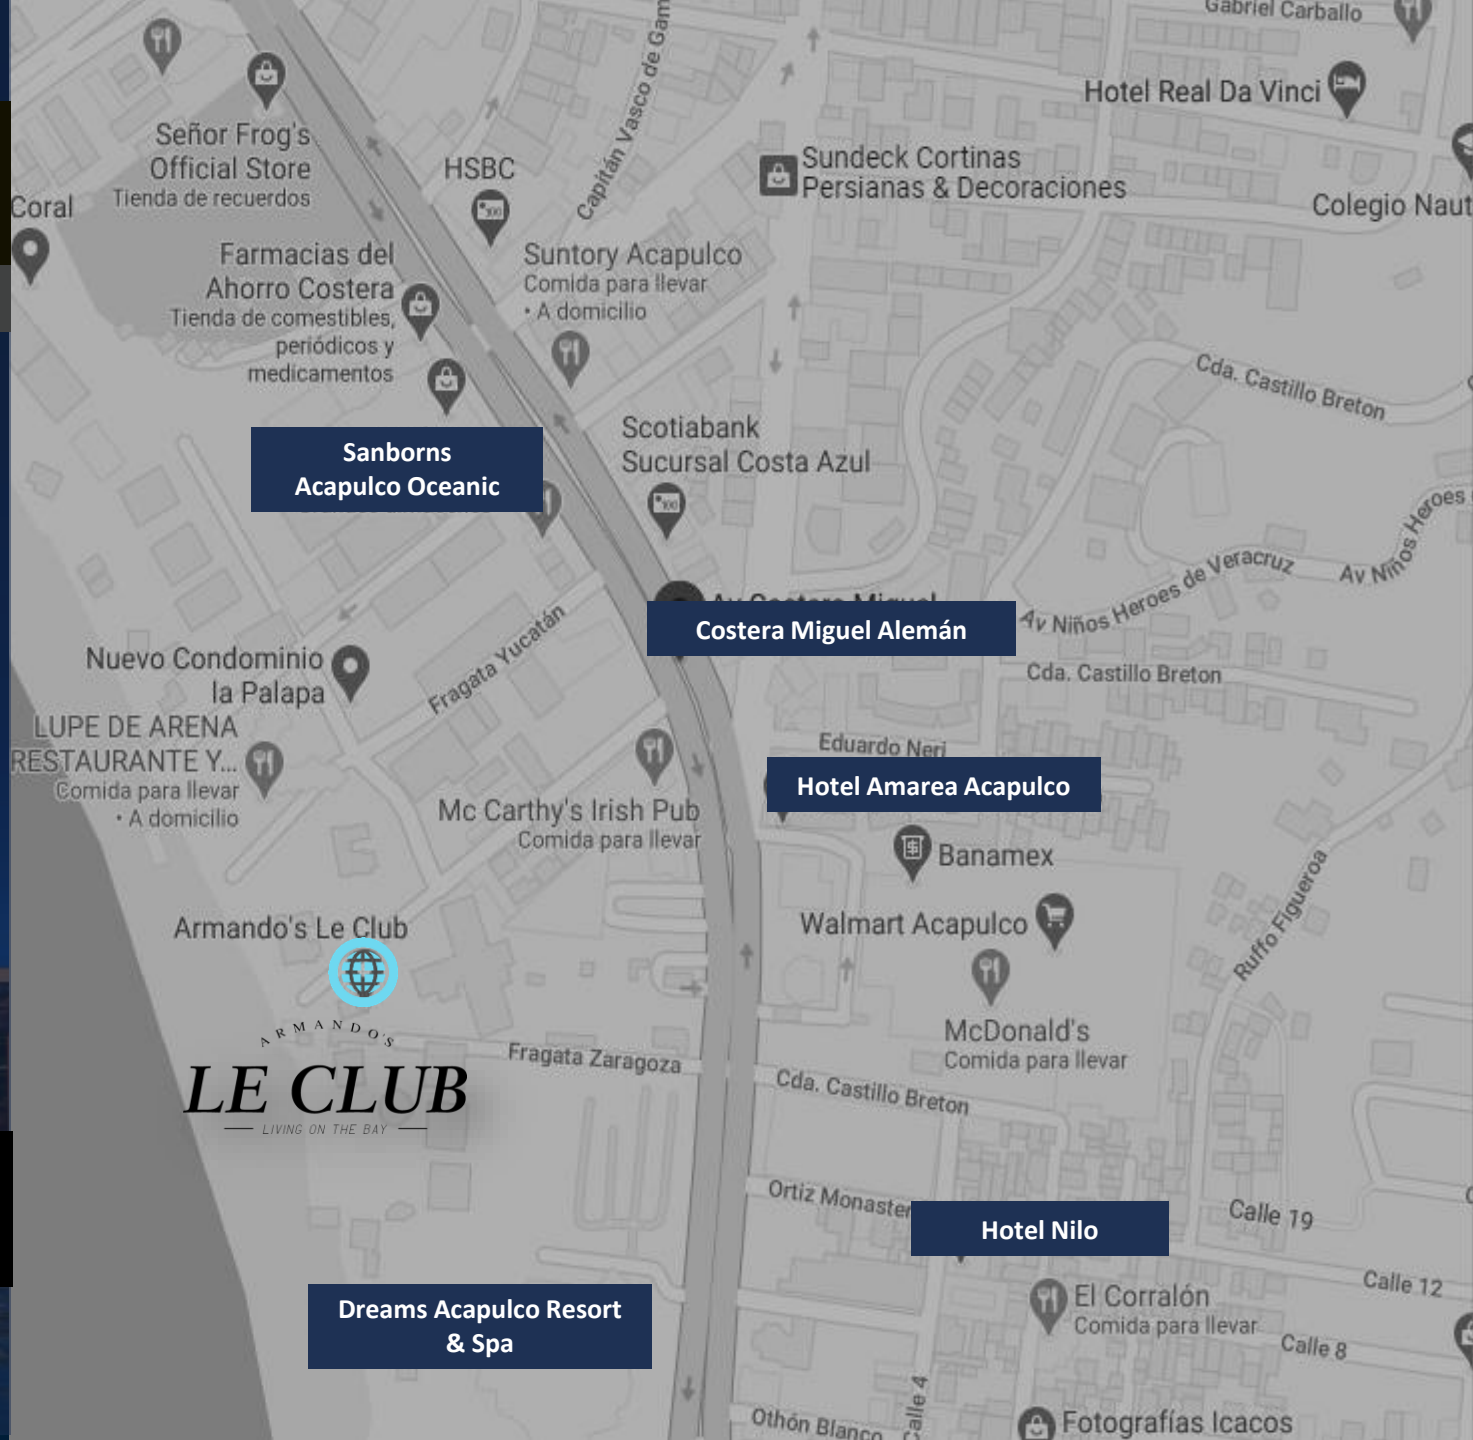 Gabriel Carballo
Capitán Vasco de Gam
Hotel Real Da Vinci
Señor Frog's
Official Store
Tienda de recuerdos
HSBC
Sundeck Cortinas
Persianas & Decoraciones
Coral
Colegio Naut
Farmacias del
Ahorro Costera
Tienda de comestibles,
periódicos y
medicamentos
Suntory Acapulco
Comida para llevar
• A domicilio
Cda. Castillo Breton
Scotiabank
Sucursal Costa Azul
Sanborns
Acapulco Oceanic
Av Niños Heroes
Av Niños Heroes de Veracruz
Av Costera Miguel
Costera Miguel Alemán
Fragata Yucatán
Nuevo Condominio
la Palapa
Cda. Castillo Breton
LUPE DE ARENA
RESTAURANTE Y...
Comida para llevar
• A domicilio
Eduardo Neri
Hotel Amarea Acapulco
Mc Carthy's Irish Pub
Comida para llevar
Banamex
Ruffo Figueroa
Walmart Acapulco
Armando's Le Club
ARMANDO'S
LE CLUB
LIVING ON THE BAY
McDonald's
Comida para llevar
Fragata Zaragoza
Cda. Castillo Breton
Ortiz Monaster
Calle 19
Hotel Nilo
Calle 12
Dreams Acapulco Resort
& Spa
El Corralón
Comida para llevar
Calle 8
Calle 4
Othón Blanco
Fotografías Icacos